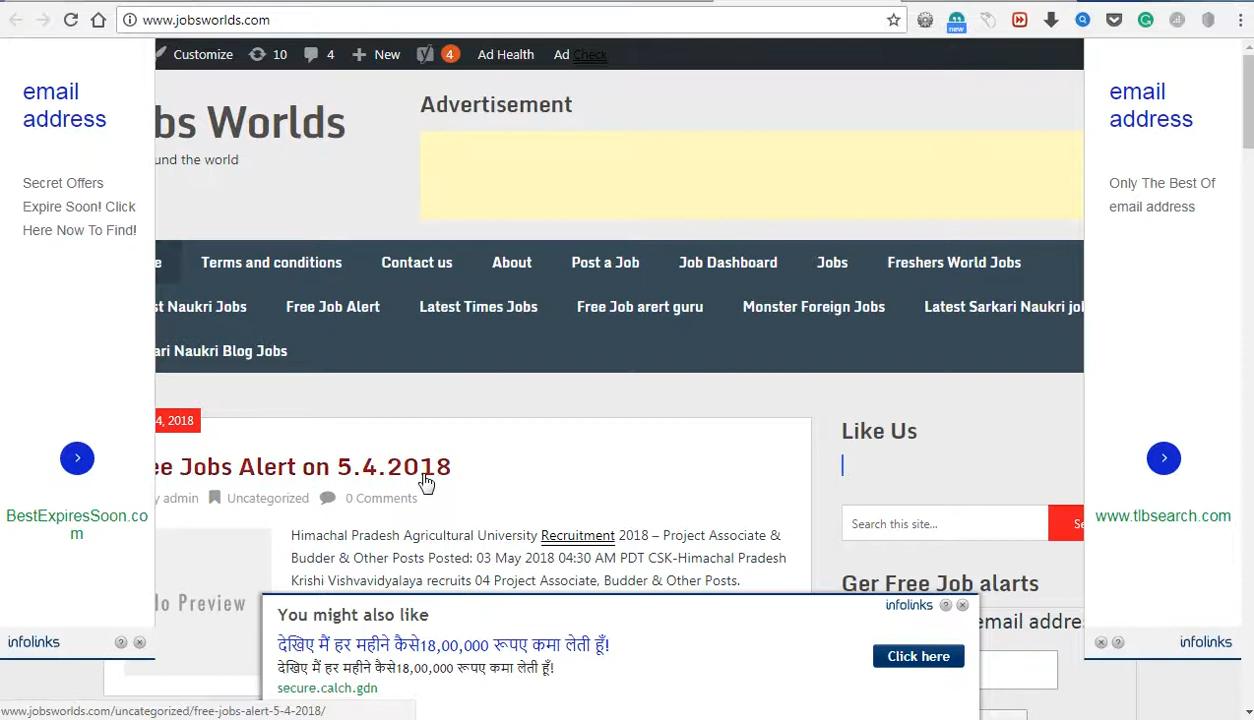 www.jobsworlds.com
new
Customize 10 4 New 4 Ad Health Ad Check
email
address
Secret Offers
Expire Soon! Click
Here Now To Find!
BestExpiresSoon.co
m
infolinks
bs Worlds
und the world
Advertisement
e Terms and conditions Contact us About Post a Job Job Dashboard Jobs Freshers World Jobs
st Naukri Jobs Free Job Alert Latest Times Jobs Free Job arert guru Monster Foreign Jobs Latest Sarkari Naukri jo
ari Naukri Blog Jobs
4, 2018
ee Jobs Alert on 5.4.2018
y admin Uncategorized 0 Comments
Himachal Pradesh Agricultural University Recruitment 2018 – Project Associate &
Budder & Other Posts Posted: 03 May 2018 04:30 AM PDT CSK-Himachal Pradesh
Krishi Vishvavidyalaya recruits 04 Project Associate, Budder & Other Posts.
lo Preview
Like Us
Search this site...
Se
Ger Free Job alarts
email addre
email
address
Only The Best Of
email address
www.tlbsearch.com
infolinks
You might also like
infolinks
देखिए मैं हर महीने कैसे18,00,000 रूपए कमा लेती हूँ!
देखिए मैं हर महीने कैसे18,00,000 रूपए कमा लेती हूँ!
secure.calch.gdn
Click here
www.jobsworlds.com/uncategorized/free-jobs-alert-5-4-2018/